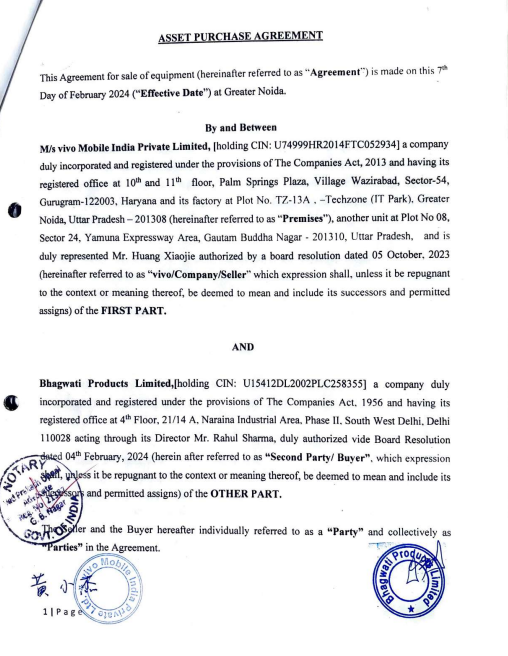 ASSET PURCHASE AGREEMENT
This Agreement for sale of equipment (hereinafter referred to as “Agreement”) is made on this 7th
Day of February 2024 (“Effective Date”) at Greater Noida.
By and Between
M/s vivo Mobile India Private Limited, [holding CIN: U74999HR2014FTC052934] a company
duly incorporated and registered under the provisions of The Companies Act, 2013 and having its
registered office at 10th and 11th floor, Palm Springs Plaza, Village Wazirabad, Sector-54,
Gurugram-122003, Haryana and its factory at Plot No. TZ-13A , –Techzone (IT Park), Greater
Noida, Uttar Pradesh – 201308 (hereinafter referred to as “Premises”), another unit at Plot No 08,
Sector 24, Yamuna Expressway Area, Gautam Buddha Nagar - 201310, Uttar Pradesh, and is
duly represented Mr. Huang Xiaojie authorized by a board resolution dated 05 October, 2023
(hereinafter referred to as “vivo/Company/Seller” which expression shall, unless it be repugnant
to the context or meaning thereof, be deemed to mean and include its successors and permitted
assigns) of the FIRST PART.
AND
Bhagwati Products Limited,[holding CIN: U15412DL2002PLC258355] a company duly
incorporated and registered under the provisions of The Companies Act, 1956 and having its
registered office at 4th Floor, 21/14 A, Naraina Industrial Area, Phase II, South West Delhi, Delhi
110028 acting through its Director Mr. Rahul Sharma, duly authorized vide Board Resolution
dated 04th February, 2024 (herein after referred to as “Second Party/ Buyer”, which expression
shall, unless it be repugnant to the context or meaning thereof, be deemed to mean and include its
successors and permitted assigns) of the OTHER PART.
The Seller and the Buyer hereafter individually referred to as a “Party” and collectively as
“Parties” in the Agreement.
NOTARY
G. B. Nagar
GOVT. OF INDIA
黄小杰
vivo Mobile India Private Ltd.
Bhagwati Products Limited
1 | Page